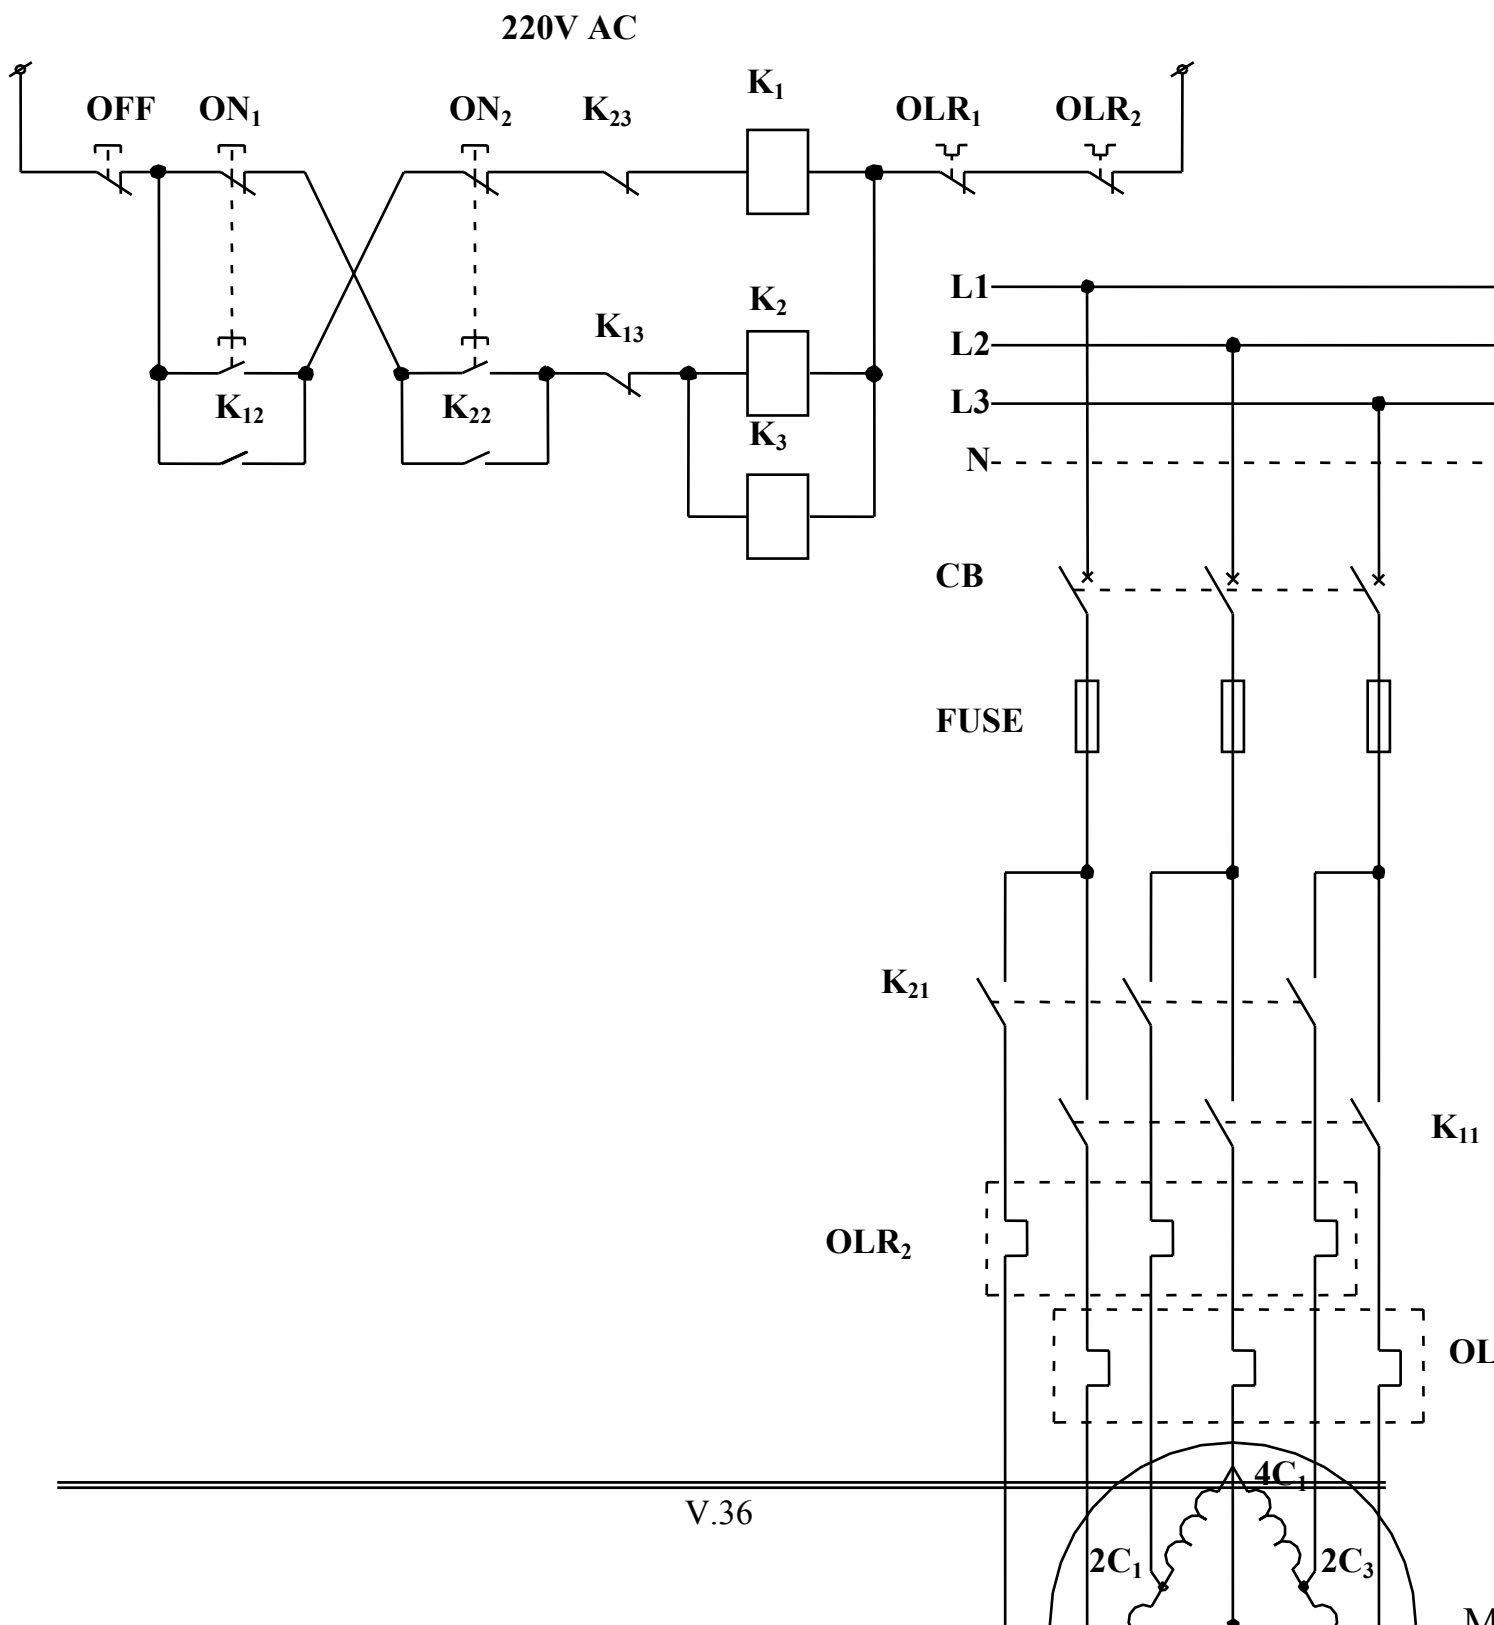 220V AC
OFF ON₁ ON₂ K₂₃ K₁ OLR₁ OLR₂
K₁₃ K₂
K₁₂ K₂₂ K₃
L1
L2
L3
N
CB
FUSE
K₂₁
K₁₁
OLR₂
OL
4C₁
V.36
2C₁ 2C₃
M